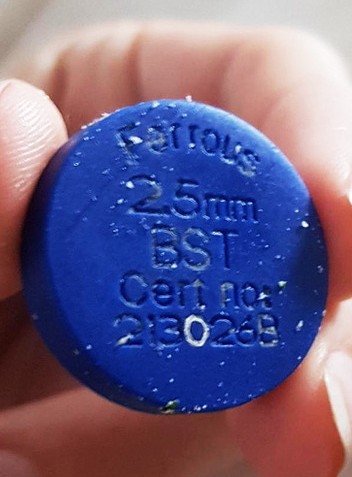 Ferrous
2.5mm
BST
Cert no:
213026B